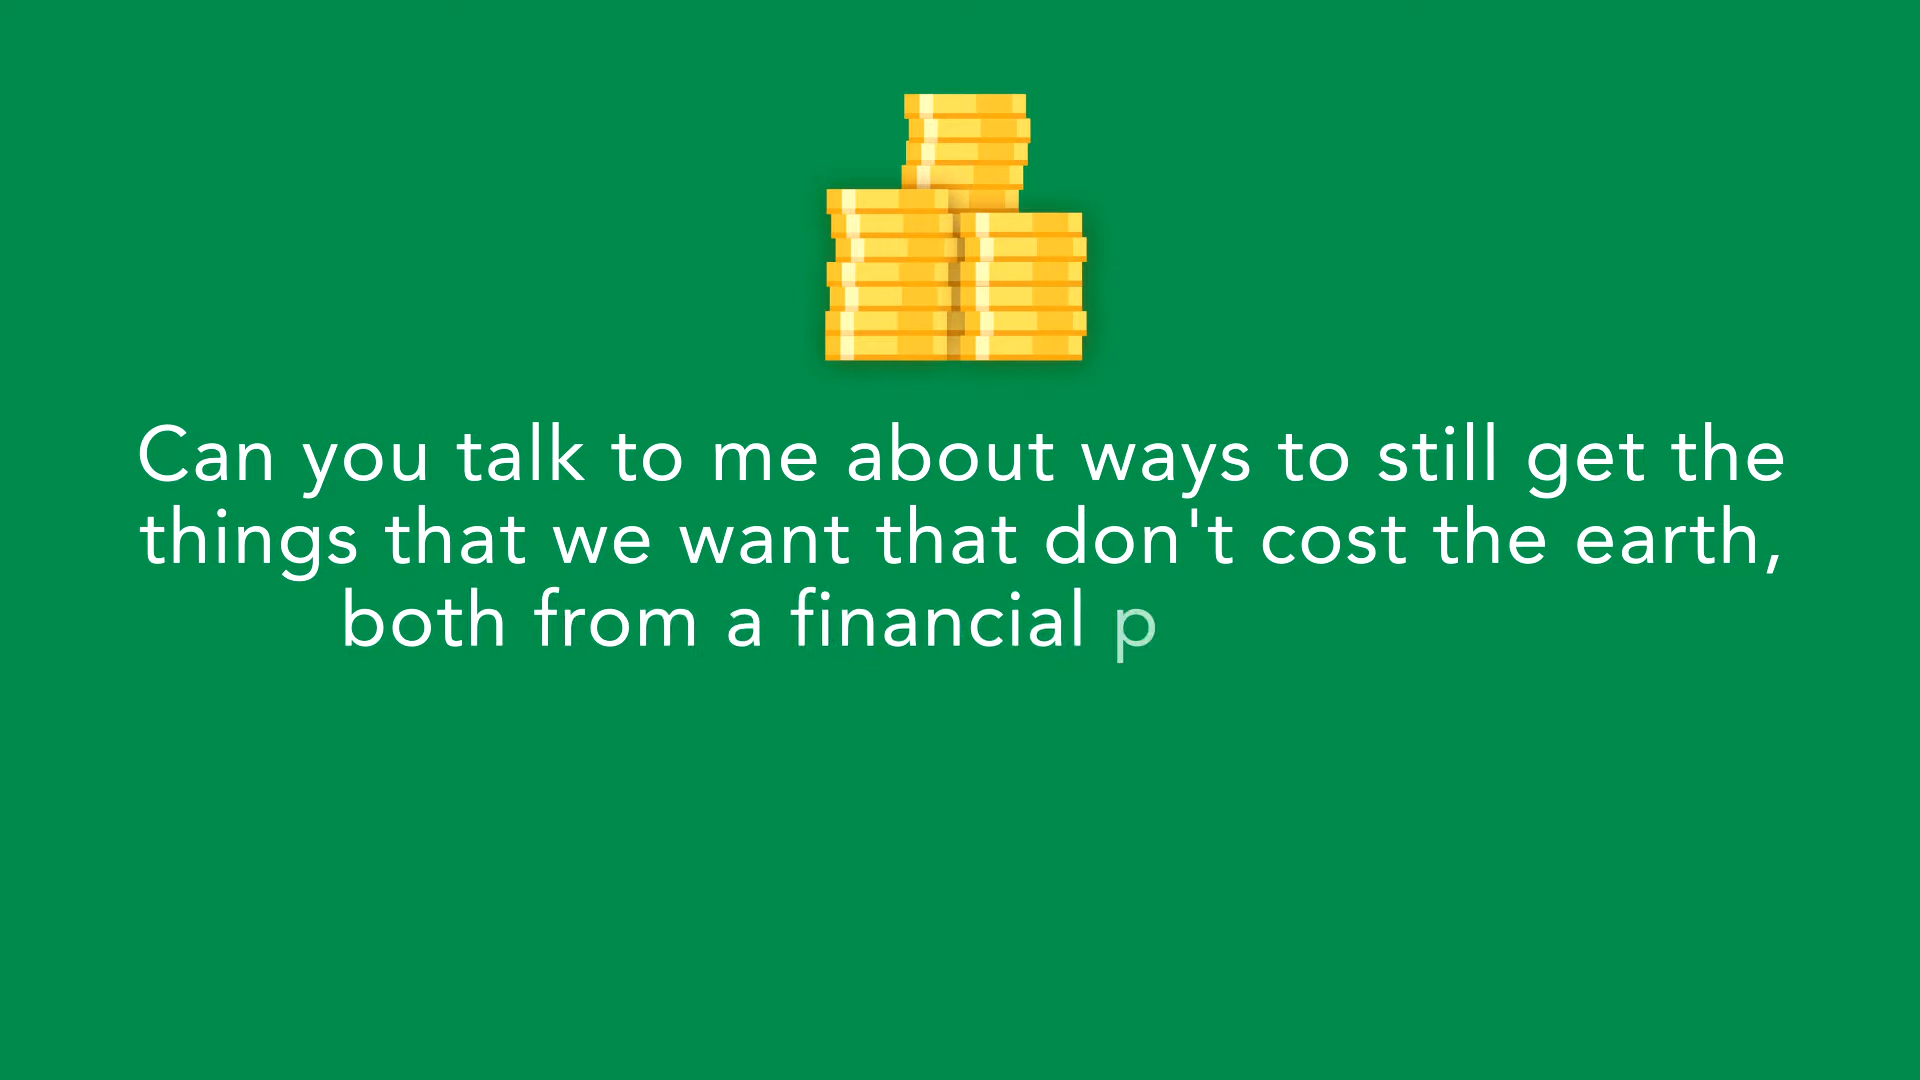 Can you talk to me about ways to still get the
things that we want that don't cost the earth,
both from a financial p